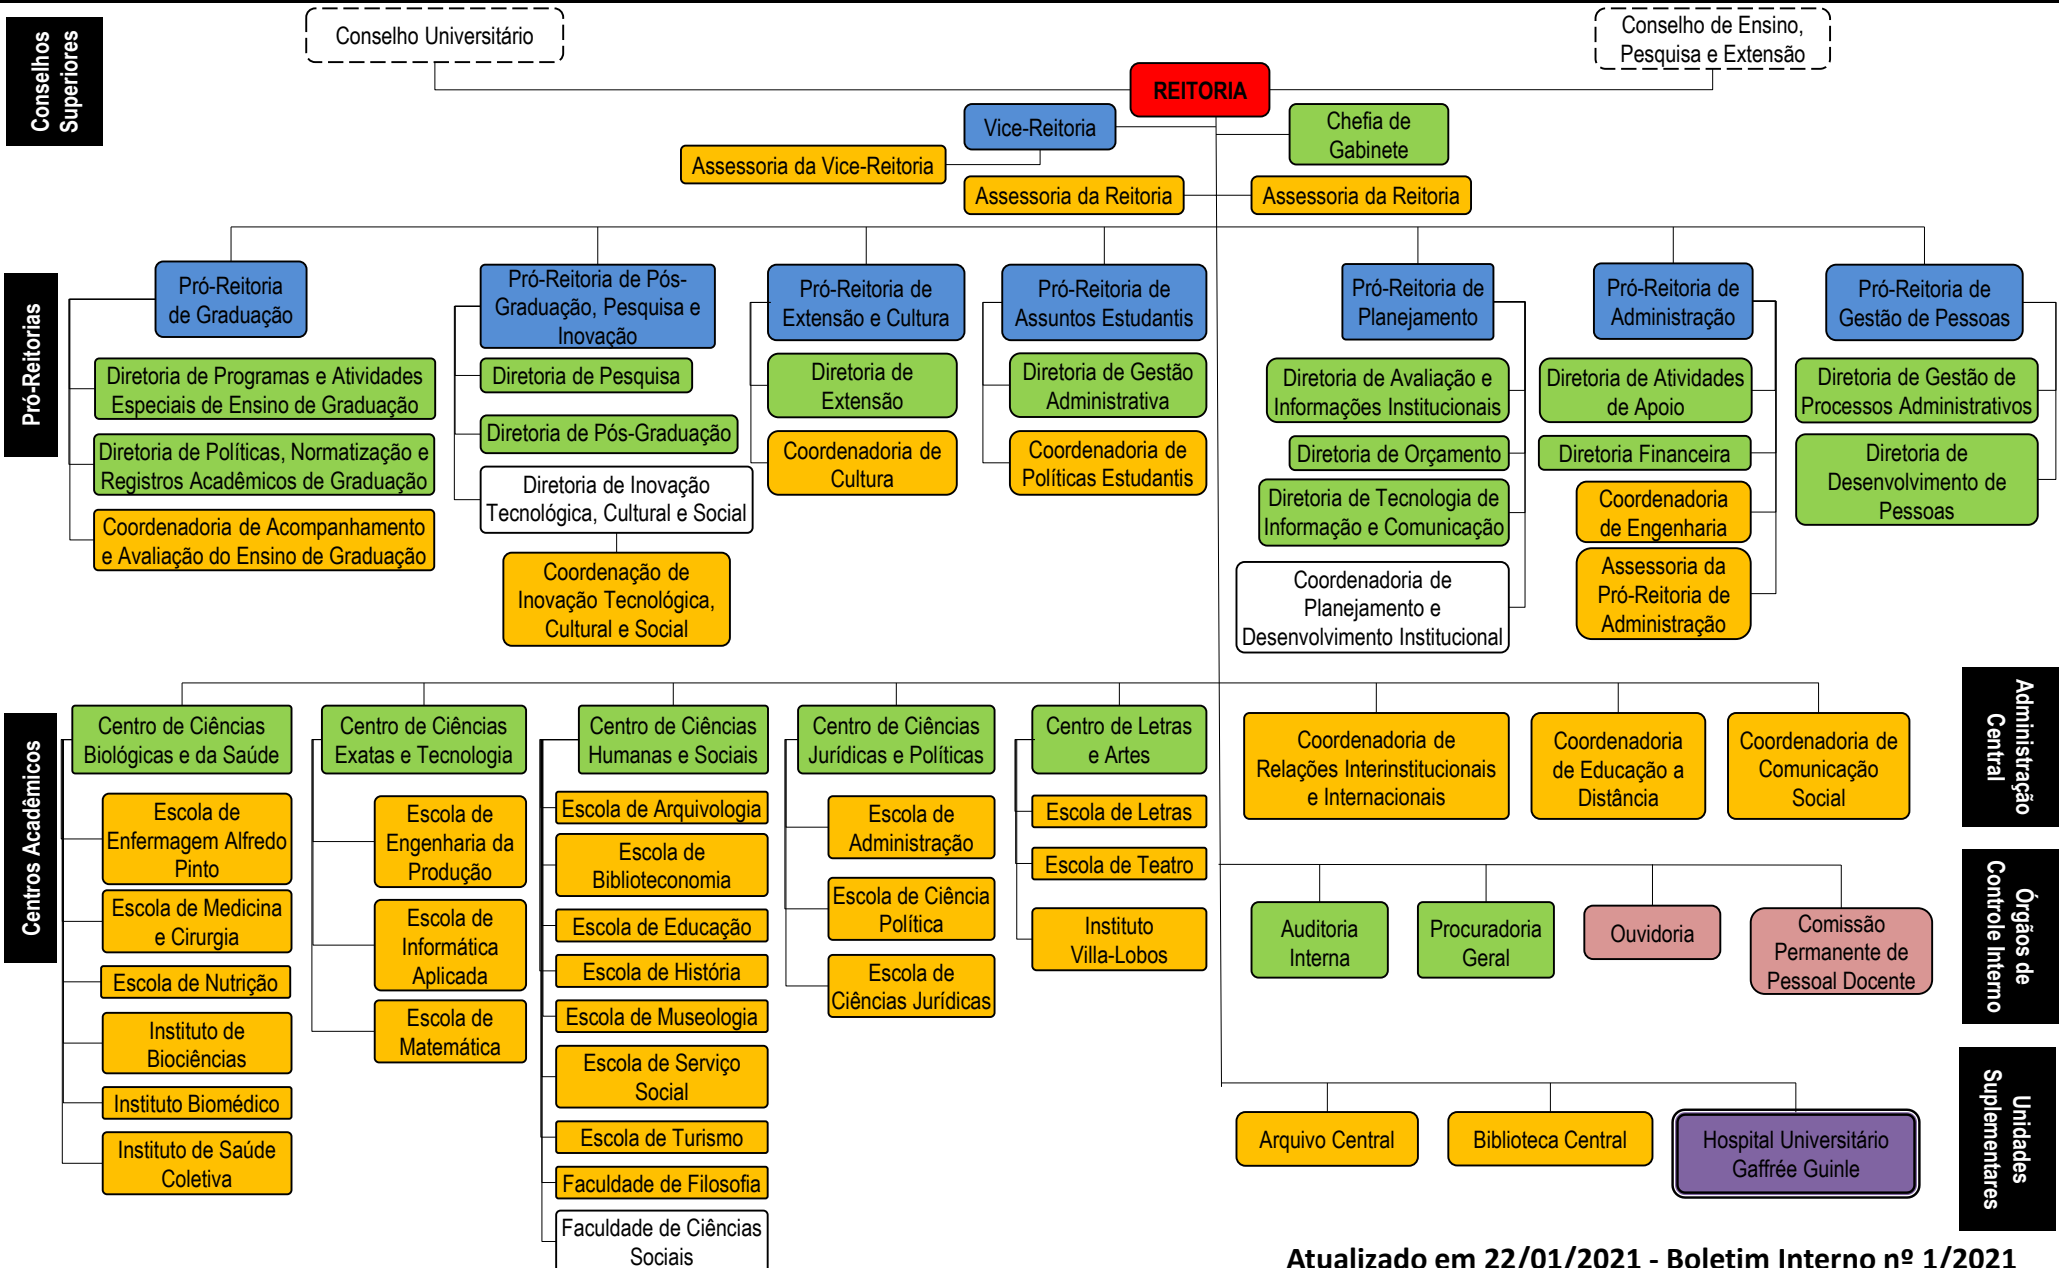 Conselhos
Superiores
Conselho Universitário
Conselho de Ensino,
Pesquisa e Extensão
REITORIA
Vice-Reitoria
Chefia de
Gabinete
Assessoria da Vice-Reitoria
Assessoria da Reitoria
Assessoria da Reitoria
Pró-Reitorias
Pró-Reitoria
de Graduação
Diretoria de Programas e Atividades
Especiais de Ensino de Graduação
Diretoria de Políticas, Normatização e
Registros Acadêmicos de Graduação
Coordenadoria de Acompanhamento
e Avaliação do Ensino de Graduação
Pró-Reitoria de Pós-
Graduação, Pesquisa e
Inovação
Diretoria de Pesquisa
Diretoria de Pós-Graduação
Diretoria de Inovação
Tecnológica, Cultural e Social
Coordenação de
Inovação Tecnológica,
Cultural e Social
Pró-Reitoria de
Extensão e Cultura
Diretoria de
Extensão
Coordenadoria de
Cultura
Pró-Reitoria de
Assuntos Estudantis
Diretoria de Gestão
Administrativa
Coordenadoria de
Políticas Estudantis
Pró-Reitoria de
Planejamento
Diretoria de Avaliação e
Informações Institucionais
Diretoria de Orçamento
Diretoria de Tecnologia de
Informação e Comunicação
Coordenadoria de
Planejamento e
Desenvolvimento Institucional
Pró-Reitoria de
Administração
Diretoria de Atividades
de Apoio
Diretoria Financeira
Coordenadoria
de Engenharia
Assessoria da
Pró-Reitoria de
Administração
Pró-Reitoria de
Gestão de Pessoas
Diretoria de Gestão de
Processos Administrativos
Diretoria de
Desenvolvimento de
Pessoas
Centros Acadêmicos
Centro de Ciências
Biológicas e da Saúde
Escola de
Enfermagem Alfredo
Pinto
Escola de Medicina
e Cirurgia
Escola de Nutrição
Instituto de
Biociências
Instituto Biomédico
Instituto de Saúde
Coletiva
Centro de Ciências
Exatas e Tecnologia
Escola de
Engenharia da
Produção
Escola de
Informática
Aplicada
Escola de
Matemática
Centro de Ciências
Humanas e Sociais
Escola de Arquivologia
Escola de
Biblioteconomia
Escola de Educação
Escola de História
Escola de Museologia
Escola de Serviço
Social
Escola de Turismo
Faculdade de Filosofia
Faculdade de Ciências
Sociais
Centro de Ciências
Jurídicas e Políticas
Escola de
Administração
Escola de Ciência
Política
Escola de
Ciências Jurídicas
Centro de Letras
e Artes
Escola de Letras
Escola de Teatro
Instituto
Villa-Lobos
Administração
Central
Coordenadoria de
Relações Interinstitucionais
e Internacionais
Coordenadoria
de Educação a
Distância
Coordenadoria de
Comunicação
Social
Órgãos de
Controle Interno
Auditoria
Interna
Procuradoria
Geral
Ouvidoria
Comissão
Permanente de
Pessoal Docente
Unidades
Suplementares
Arquivo Central
Biblioteca Central
Hospital Universitário
Gaffrée Guinle
Atualizado em 22/01/2021 - Boletim Interno nº 1/2021